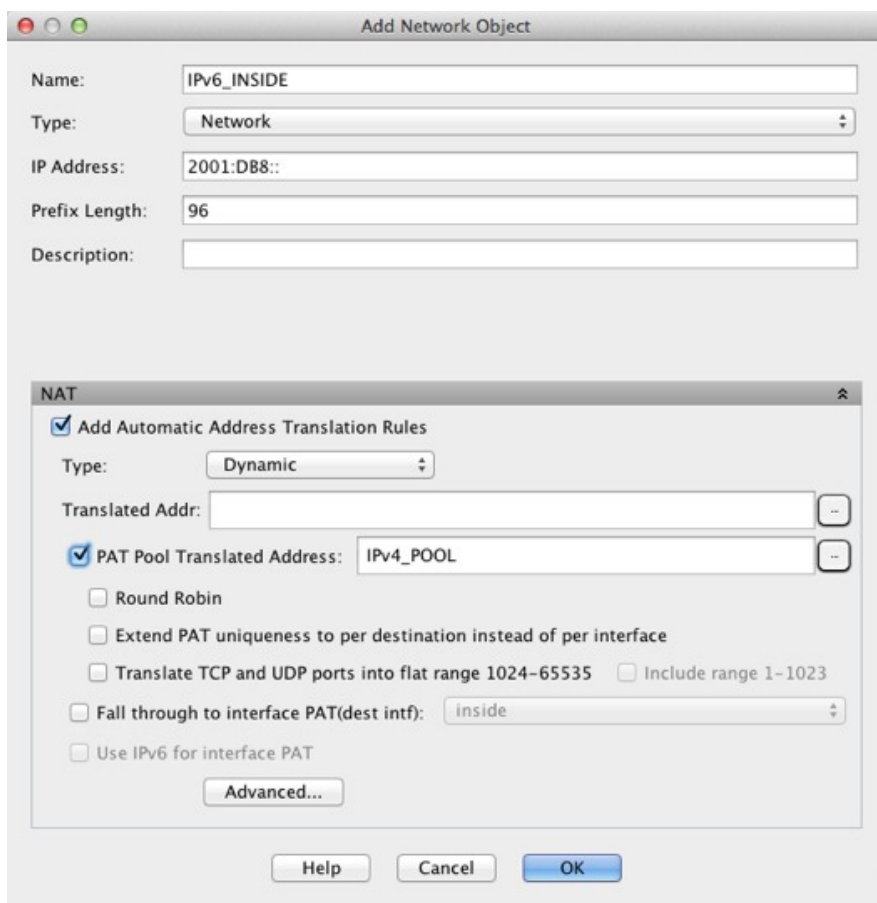 Add Network Object
Name: IPv6_INSIDE
Type: Network
IP Address: 2001:DB8::
Prefix Length: 96
Description:
NAT
Add Automatic Address Translation Rules
Type: Dynamic
Translated Addr:
PAT Pool Translated Address: IPv4_POOL
Round Robin
Extend PAT uniqueness to per destination instead of per interface
Translate TCP and UDP ports into flat range 1024-65535 Include range 1-1023
Fall through to interface PAT(dest intf): inside
Use IPv6 for interface PAT
Advanced...
Help Cancel OK